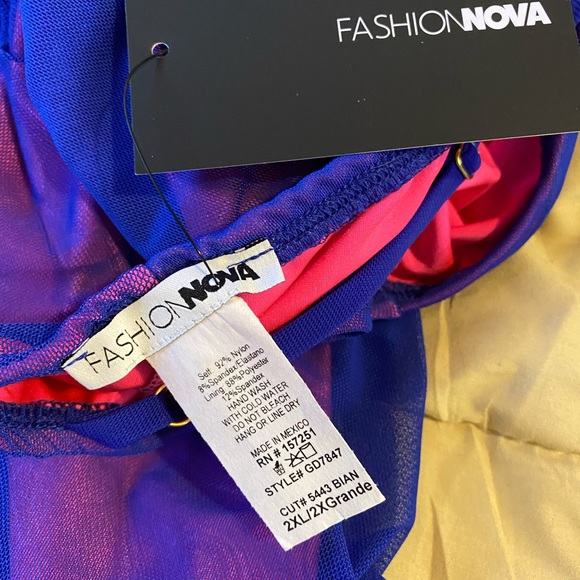 FASHIONNOVA
FASHIONNOVA
Self: 92% Nylon
8%Spandex/Elastano
Lining 88%Polyester
12%Spandex
HAND WASH
WITH COLD WATER
DO NOT BLEACH
HANG OR LINE DRY
MADE IN MEXICO
RN # 157251
STYLE# GD7847
CUT# 5443 BIAN
2XL/2XGrande